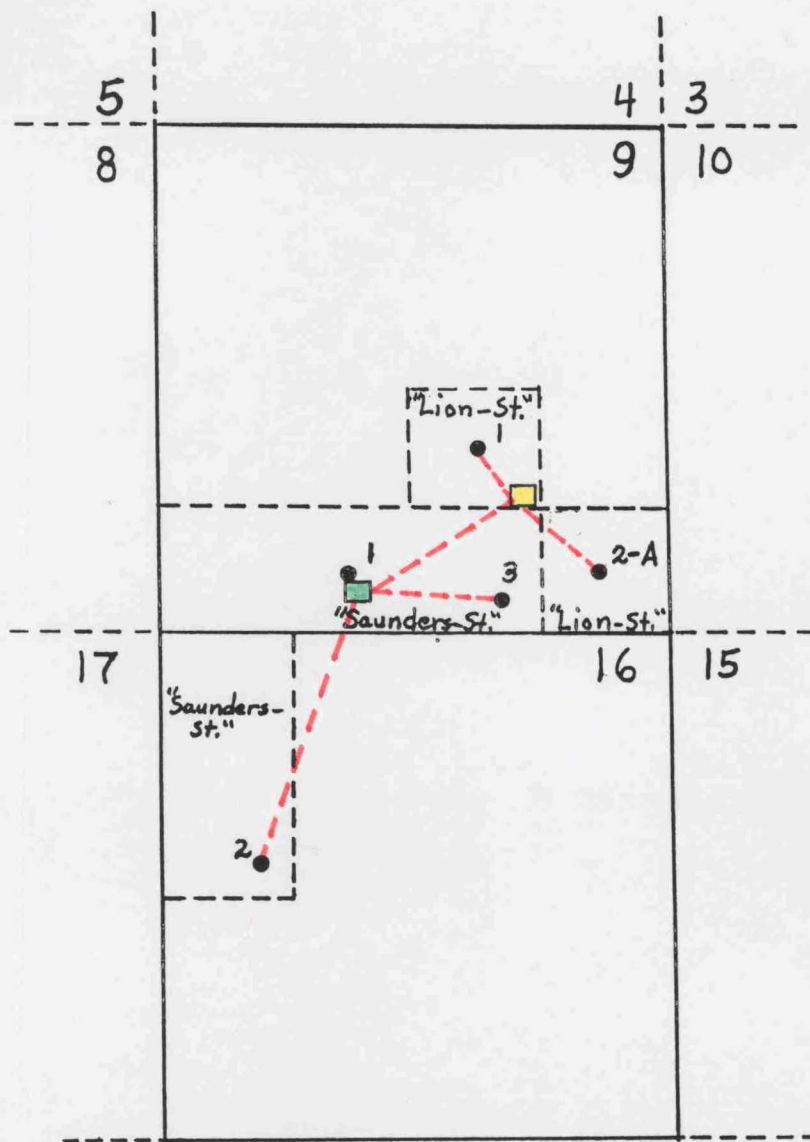 5 4 3
8 9 10
"Lion-St."
1
1 3 2-A
"Saunders-St." "Lion-St."
17 16 15
"Saunders-
St."
2